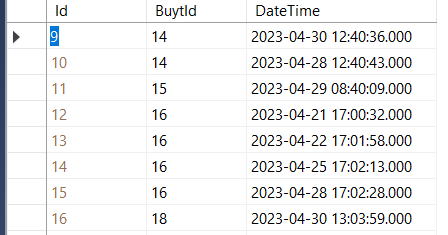 Id BuytId DateTime
9 14 2023-04-30 12:40:36.000
10 14 2023-04-28 12:40:43.000
11 15 2023-04-29 08:40:09.000
12 16 2023-04-21 17:00:32.000
13 16 2023-04-22 17:01:58.000
14 16 2023-04-25 17:02:13.000
15 16 2023-04-28 17:02:28.000
16 18 2023-04-30 13:03:59.000